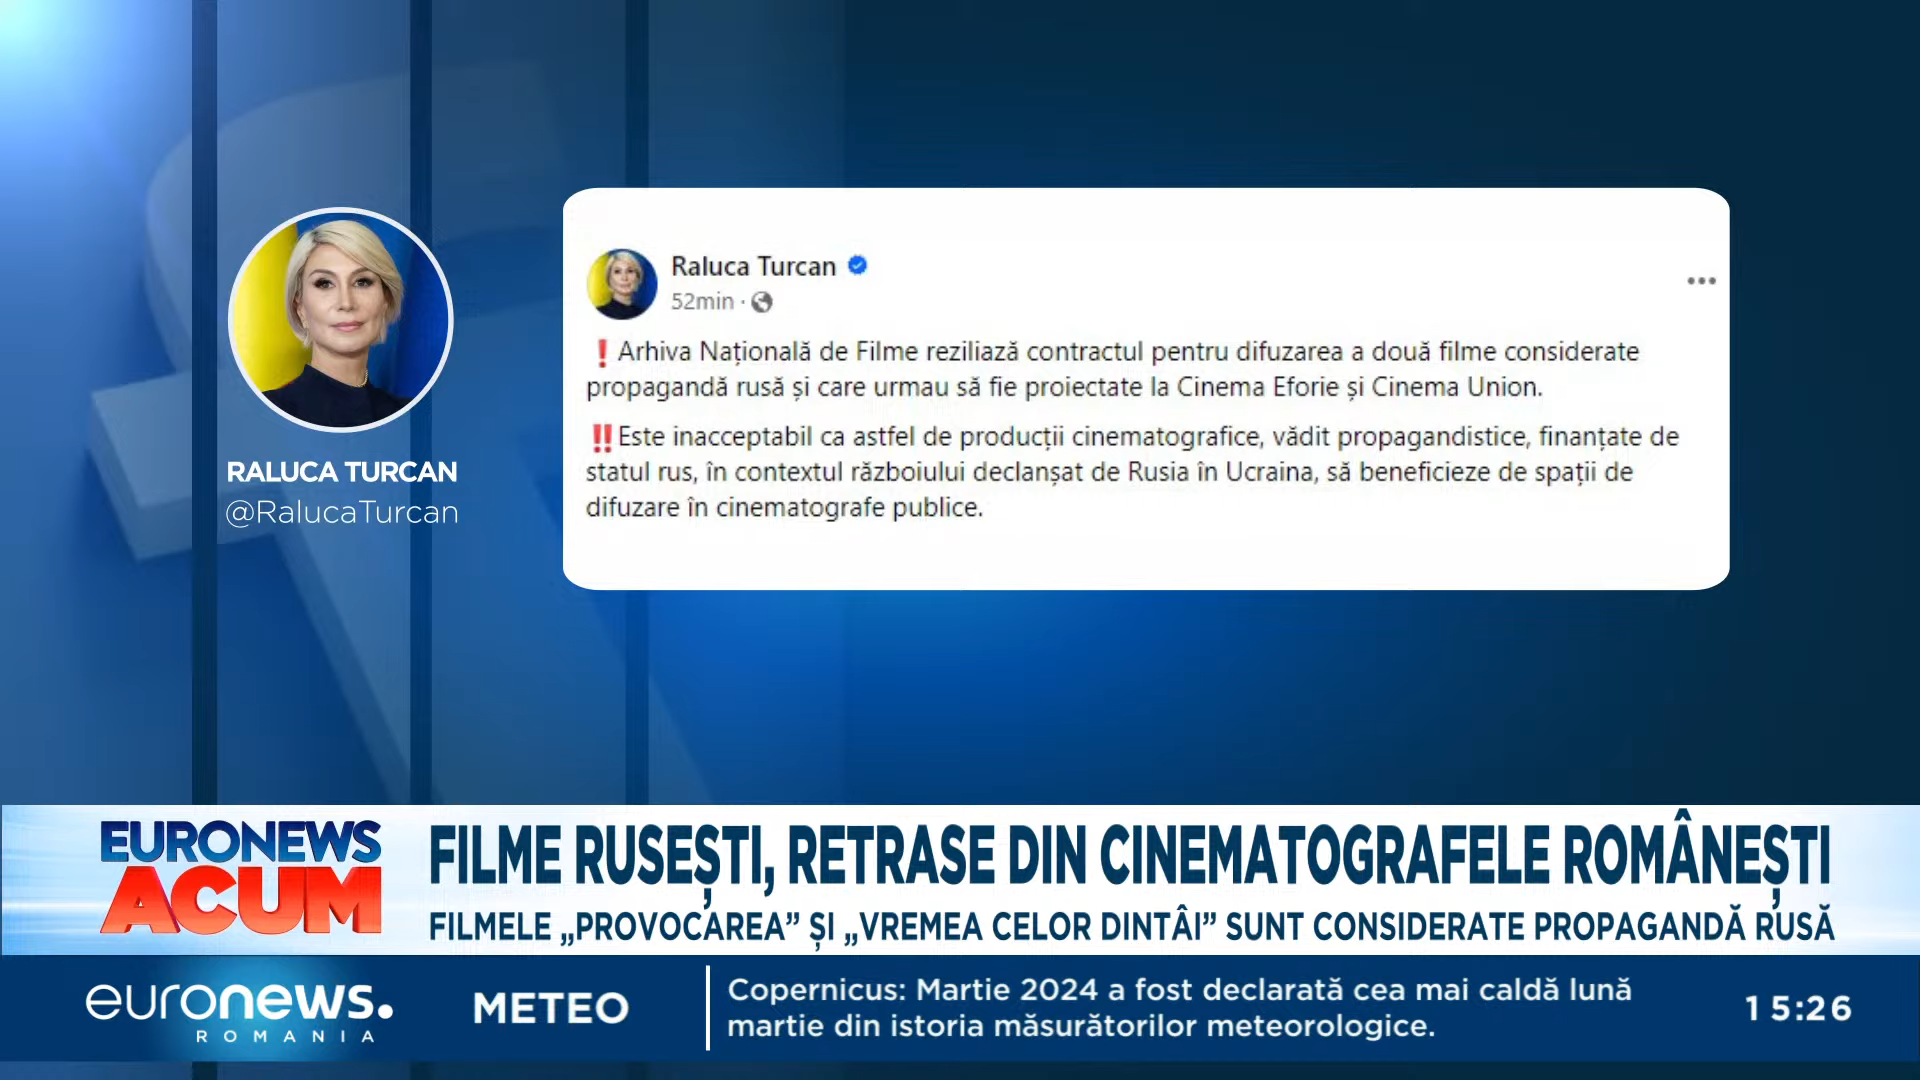 RALUCA TURCAN
@RalucaTurcan
Raluca Turcan
52min ·
❗Arhiva Națională de Filme reziliază contractul pentru difuzarea a două filme considerate
propagandă rusă și care urmau să fie proiectate la Cinema Eforie și Cinema Union.
‼️Este inacceptabil ca astfel de producții cinematografice, vădit propagandistice, finanțate de
statul rus, în contextul războiului declanșat de Rusia în Ucraina, să beneficieze de spații de
difuzare în cinematografe publice.
EURONEWS
ACUM
FILME RUSEȘTI, RETRASE DIN CINEMATOGRAFELE ROMÂNEȘTI
FILMELE „PROVOCAREA” ȘI „VREMEA CELOR DINTÂI” SUNT CONSIDERATE PROPAGANDĂ RUSĂ
euronews.
ROMANIA
METEO
Copernicus: Martie 2024 a fost declarată cea mai caldă lună
martie din istoria măsurătorilor meteorologice.
15:26